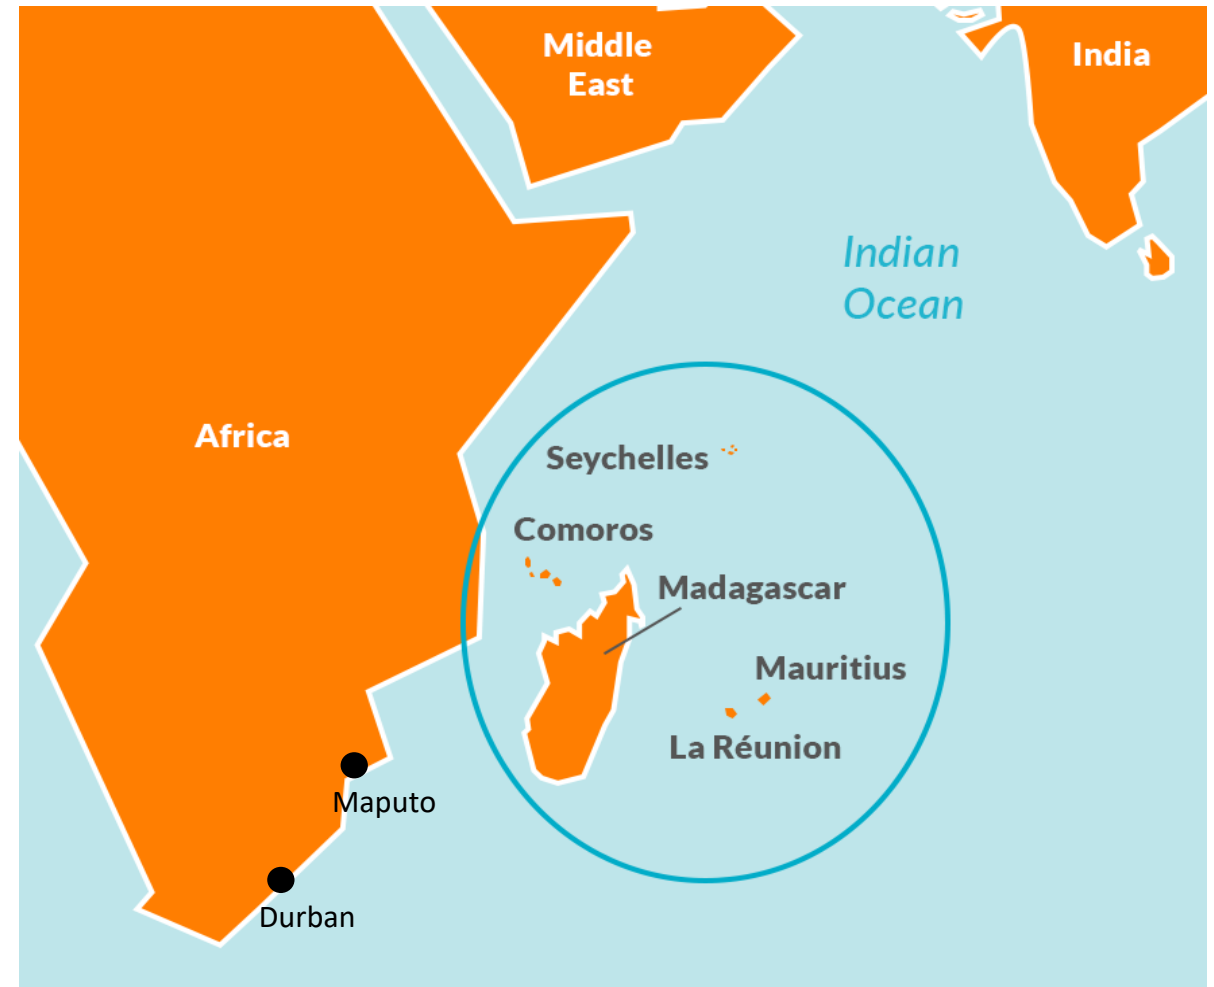 Middle
East
India
Indian
Ocean
Africa
Seychelles
Comoros
Madagascar
Mauritius
La Réunion
Maputo
Durban